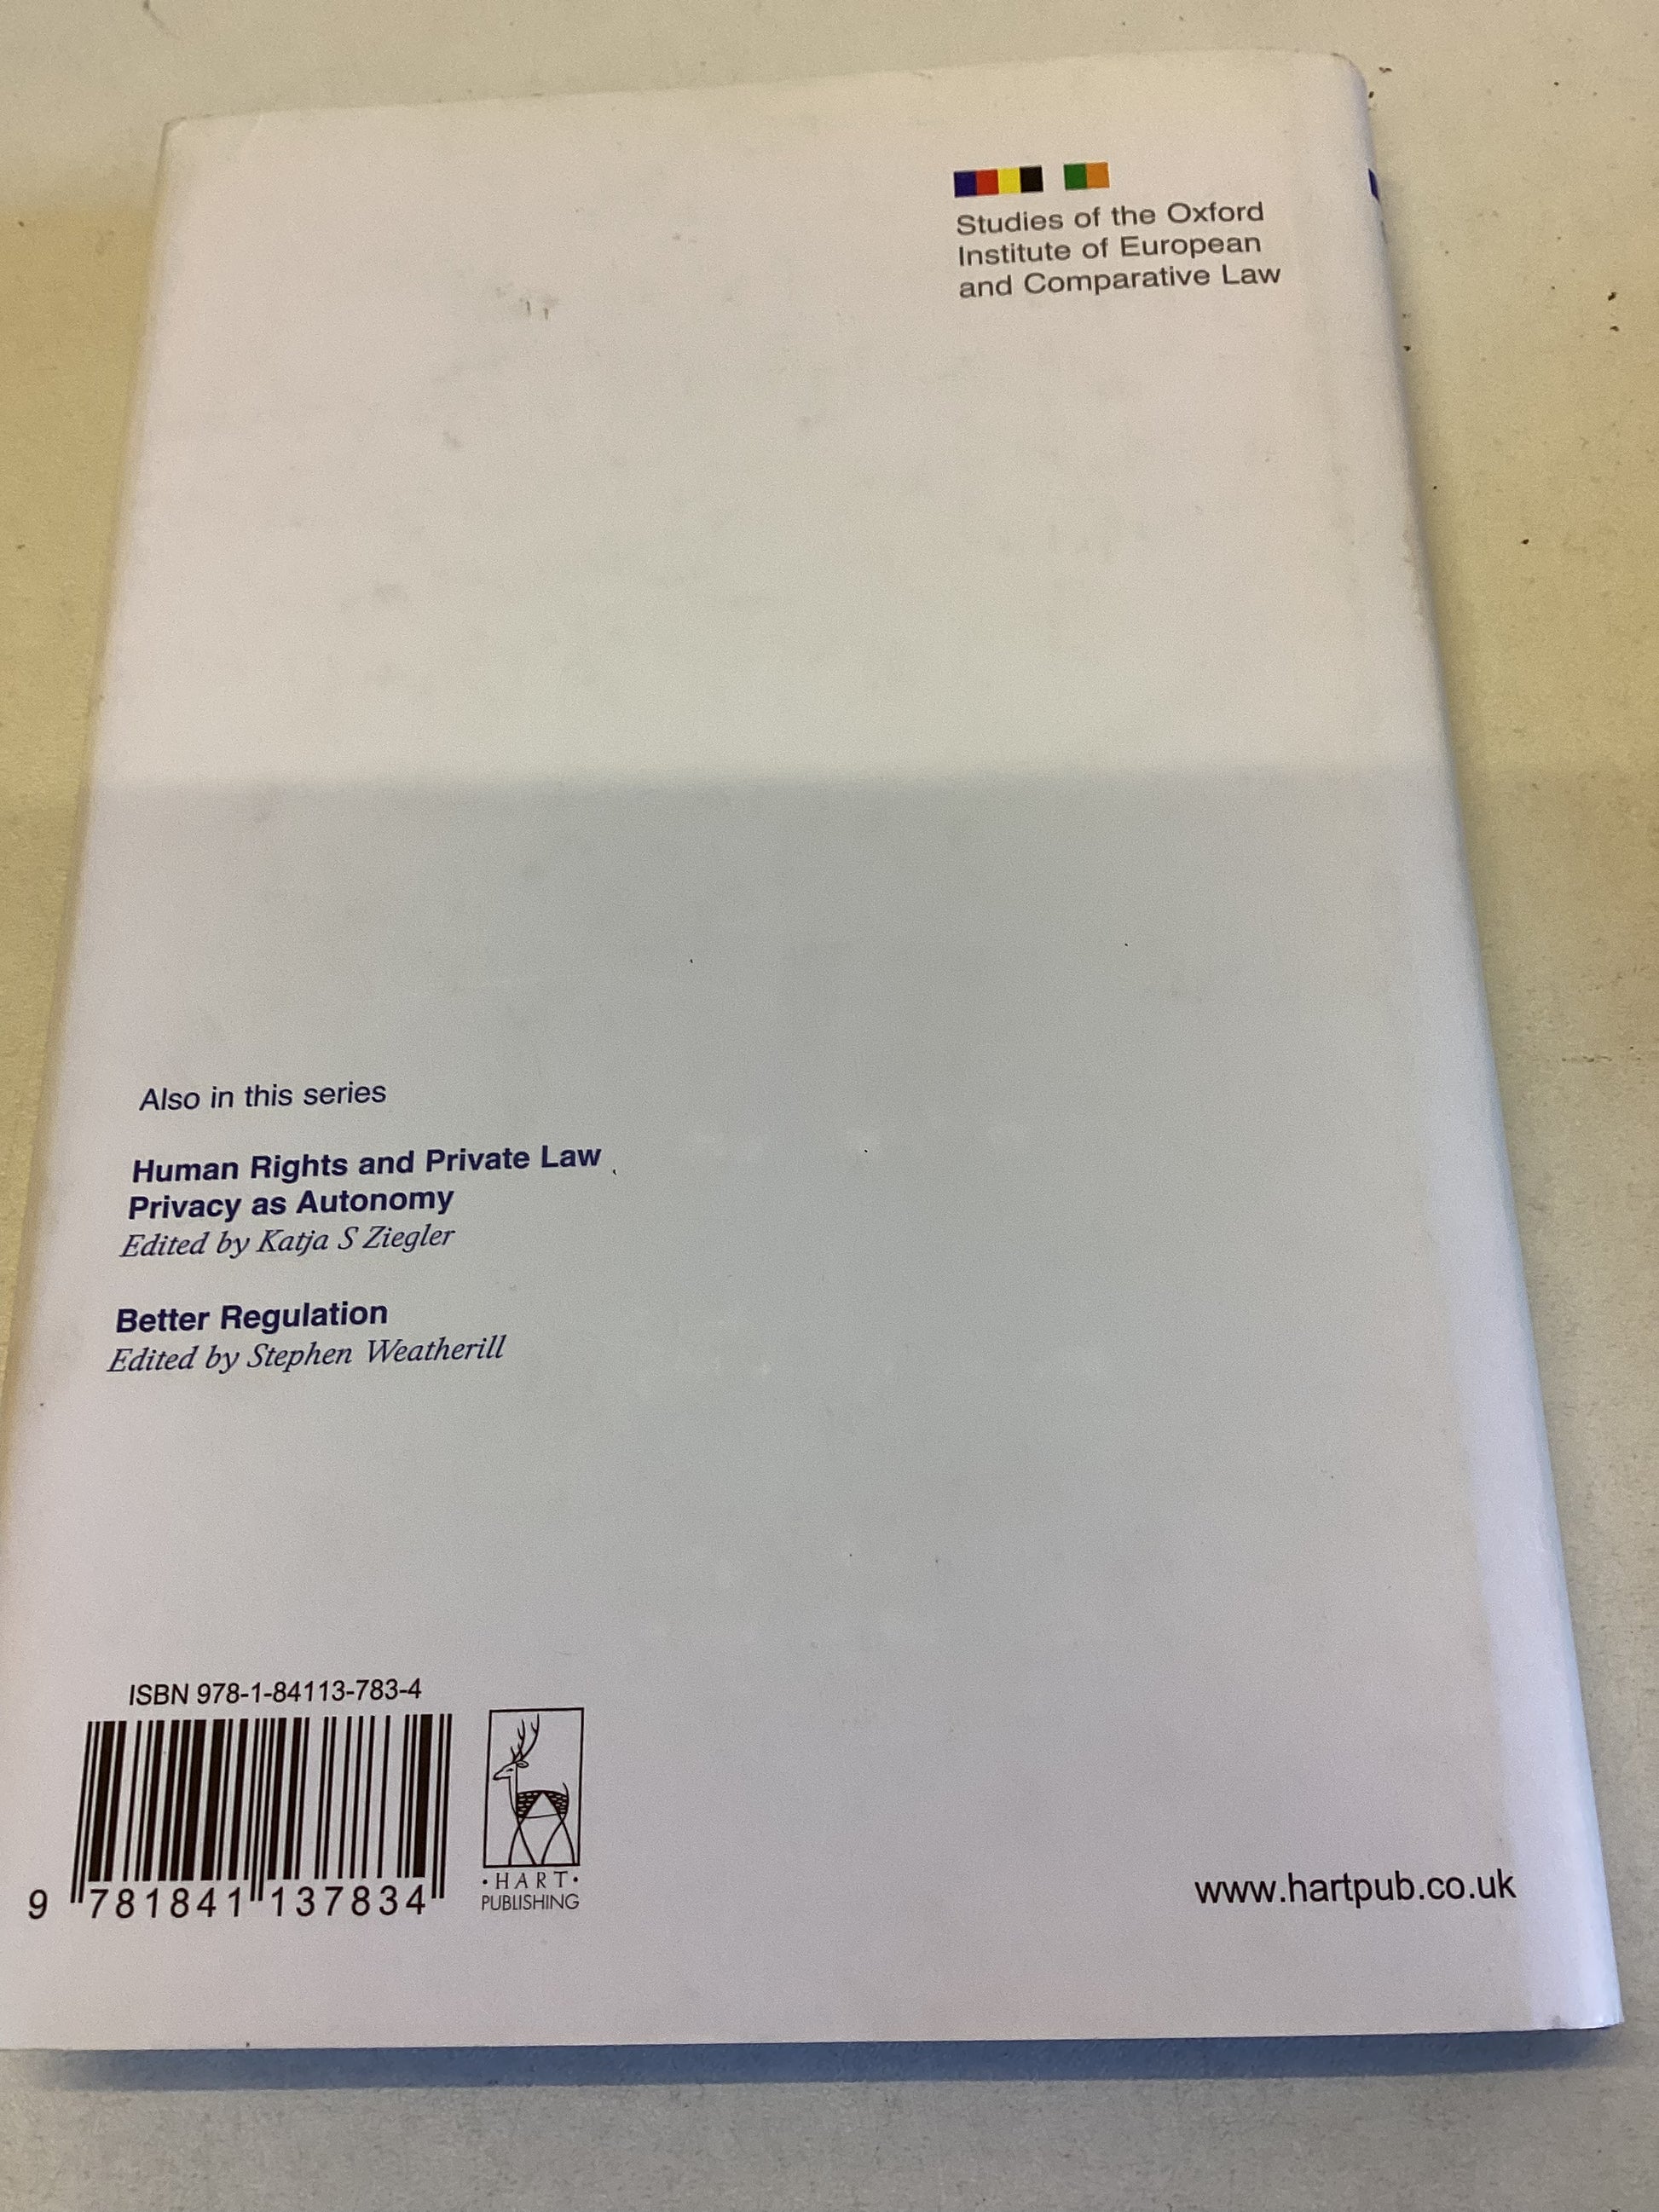 Studies of the Oxford
Institute of European
and Comparative Law
Also in this series
Human Rights and Private Law
Privacy as Autonomy
Edited by Katja S Ziegler
Better Regulation
Edited by Stephen Weatherill
ISBN 978-1-84113-783-4
9 781841 137834
·HART·
PUBLISHING
www.hartpub.co.uk